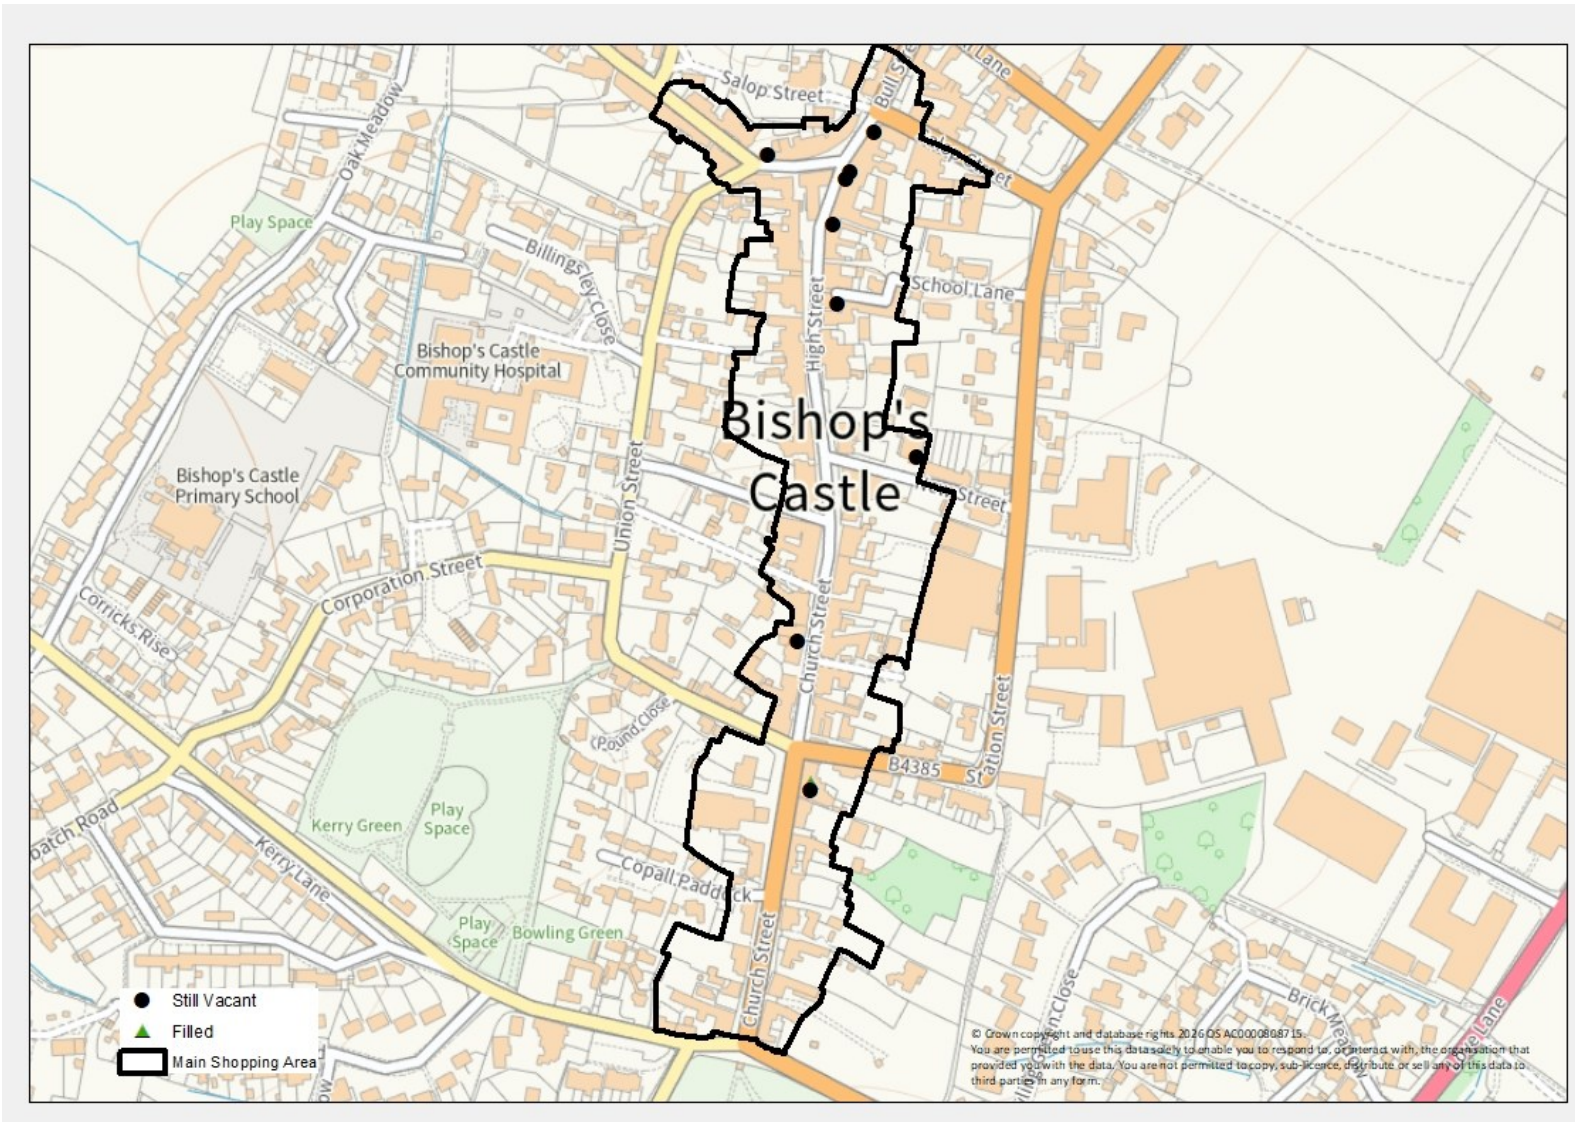 Salop Street
Bull S
Lane
Oak Meadow
Play Space
Billingsley Close
School Lane
High Street
Bishop's Castle
Community Hospital
Bishop's
Castle
Bishop's Castle
Primary School
Union Street
Street
Corporation Street
Corricks Rise
Church Street
Pound Close
Station Street
B4385
Kerry Green
Play
Space
batch Road
Kerry Lane
Copall Paddock
Play
Space
Bowling Green
Church Street
Still Vacant
Filled
Main Shopping Area
Close
Brick Meadow
Love Lane
© Crown copyright and database rights 2026 OS AC0000808715.
You are permitted to use this data solely to enable you to respond to, or interact with, the organisation that
provided you with the data. You are not permitted to copy, sub-licence, distribute or sell any of this data to
third parties in any form.